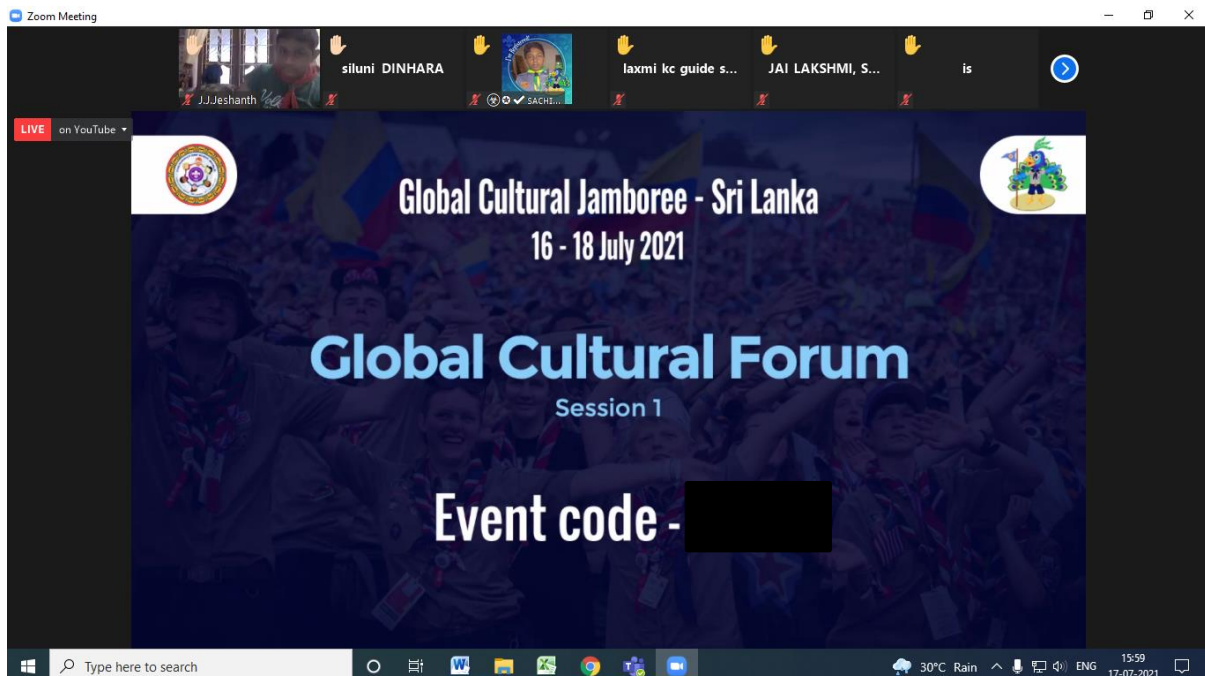 Zoom Meeting
siluni DINHARA
laxmi kc guide s...
JAI LAKSHMI, S...
is
J.J.Jeshanth
SACHI...
LIVE on YouTube
Global Cultural Jamboree - Sri Lanka
16 - 18 July 2021
Global Cultural Forum
Session 1
Event code -
Type here to search
30°C Rain
ENG
15:59
17-07-2021